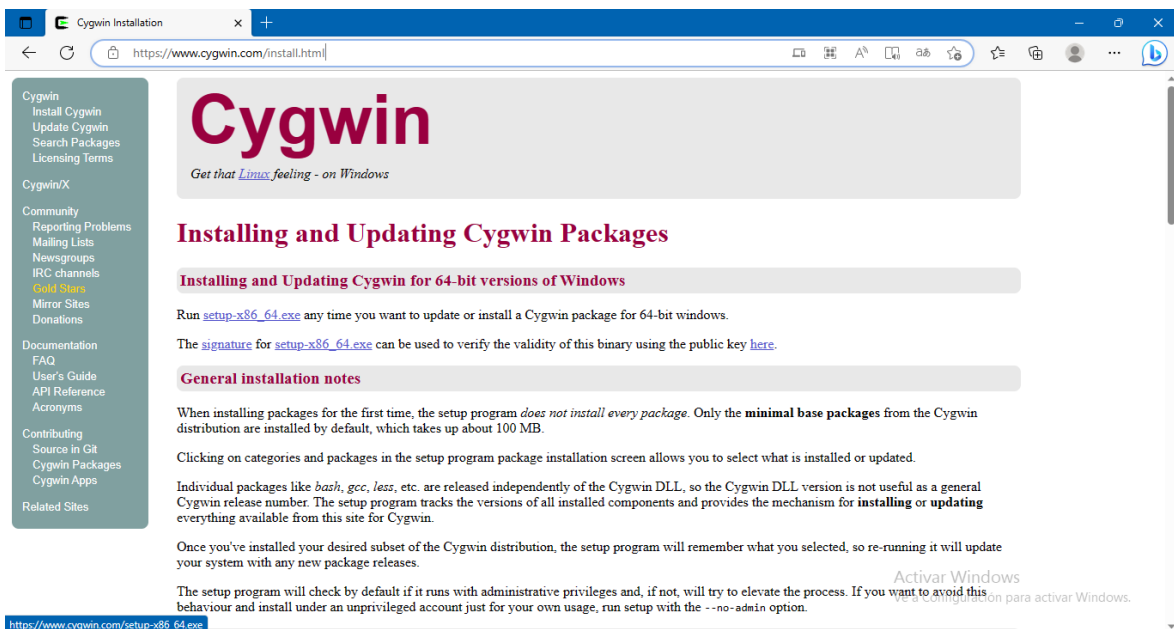 Cygwin Installation
https://www.cygwin.com/install.html
Cygwin
Install Cygwin
Update Cygwin
Search Packages
Licensing Terms
Cygwin/X
Community
Reporting Problems
Mailing Lists
Newsgroups
IRC channels
Gold Stars
Mirror Sites
Donations
Documentation
FAQ
User's Guide
API Reference
Acronyms
Contributing
Source in Git
Cygwin Packages
Cygwin Apps
Related Sites
Cygwin
Get that Linux feeling - on Windows
Installing and Updating Cygwin Packages
Installing and Updating Cygwin for 64-bit versions of Windows
Run setup-x86_64.exe any time you want to update or install a Cygwin package for 64-bit windows.
The signature for setup-x86_64.exe can be used to verify the validity of this binary using the public key here.
General installation notes
When installing packages for the first time, the setup program does not install every package. Only the minimal base packages from the Cygwin
distribution are installed by default, which takes up about 100 MB.
Clicking on categories and packages in the setup program package installation screen allows you to select what is installed or updated.
Individual packages like bash, gcc, less, etc. are released independently of the Cygwin DLL, so the Cygwin DLL version is not useful as a general
Cygwin release number. The setup program tracks the versions of all installed components and provides the mechanism for installing or updating
everything available from this site for Cygwin.
Once you've installed your desired subset of the Cygwin distribution, the setup program will remember what you selected, so re-running it will update
your system with any new package releases.
The setup program will check by default if it runs with administrative privileges and, if not, will try to elevate the process. If you want to avoid this
behaviour and install under an unprivileged account just for your own usage, run setup with the --no-admin option.
Activar Windows
Ve a Configuración para activar Windows.
https://www.cygwin.com/setup-x86_64.exe